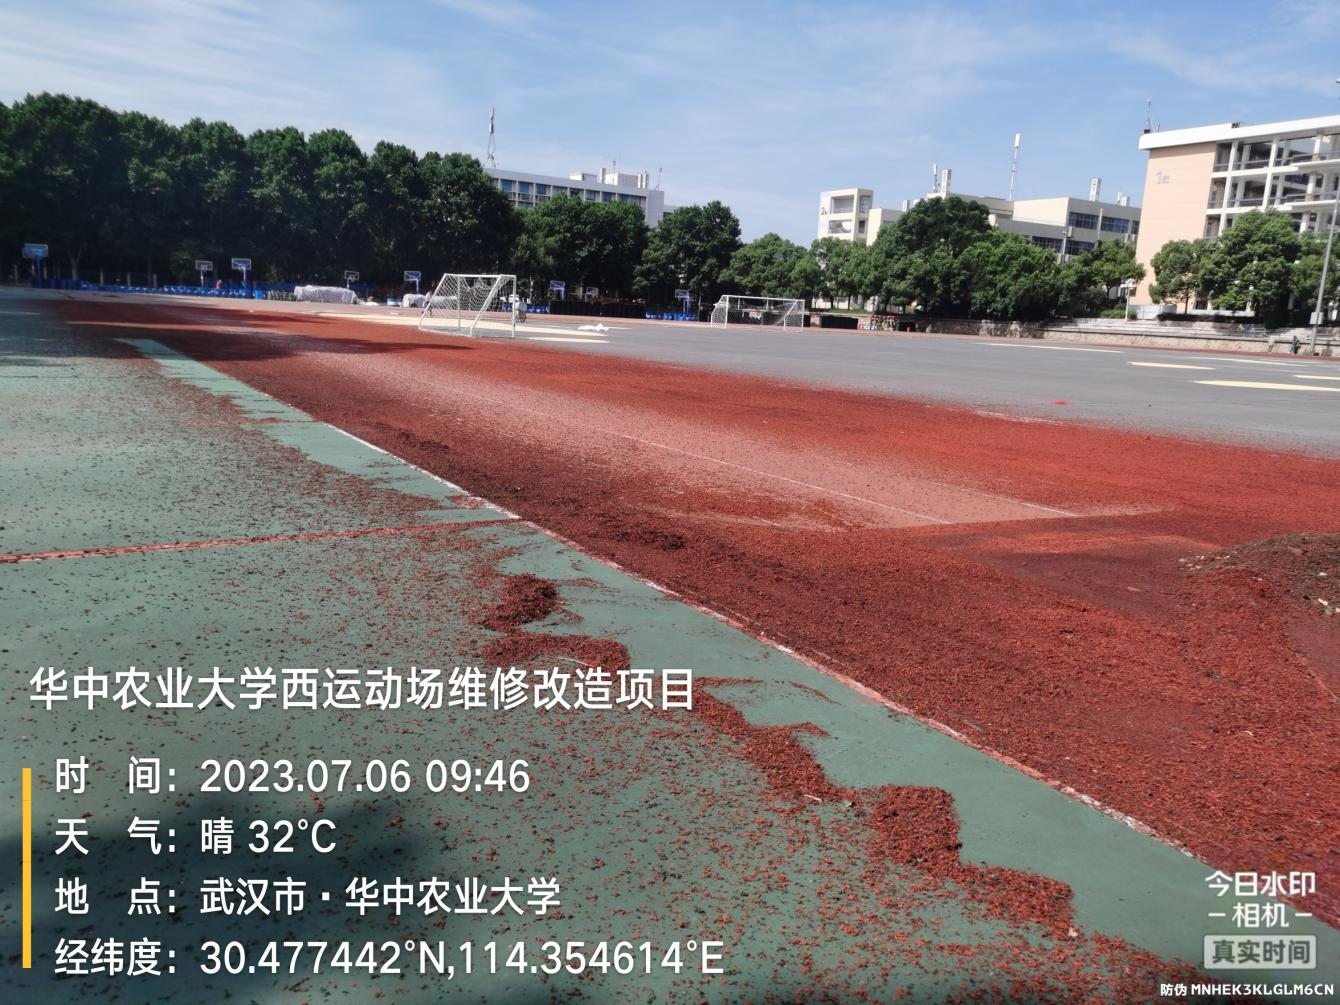 华中农业大学西运动场维修改造项目
时 间：2023.07.06 09:46
天 气：晴 32°C
地 点：武汉市·华中农业大学
经纬度：30.477442°N,114.354614°E
今日水印
相机
真实时间
防伪 MNHEK3KLGLM6CN